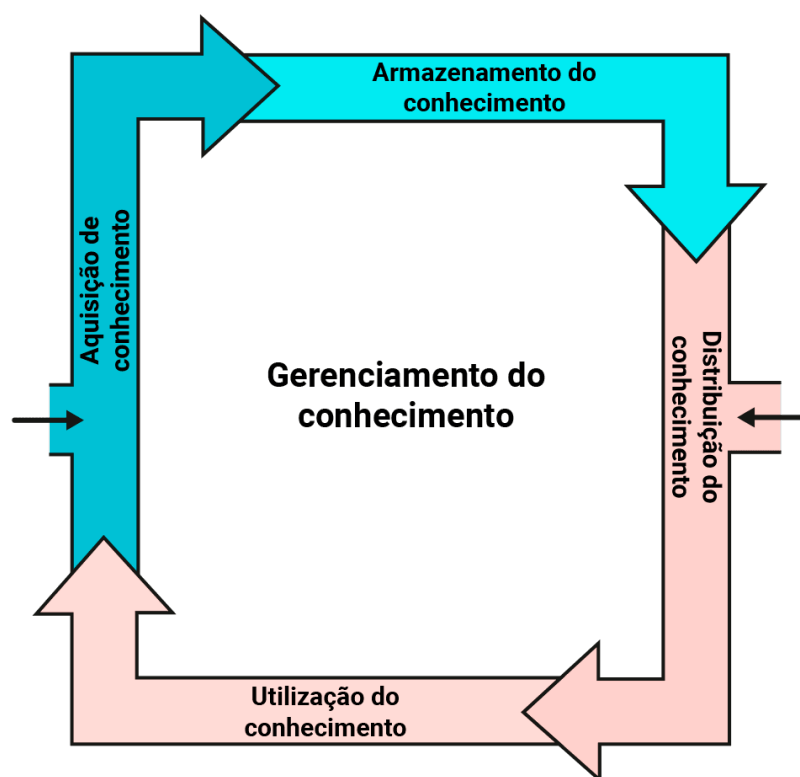 Armazenamento do
conhecimento
Aquisição de
conhecimento
Gerenciamento do
conhecimento
Distribuição do
conhecimento
Utilização do
conhecimento